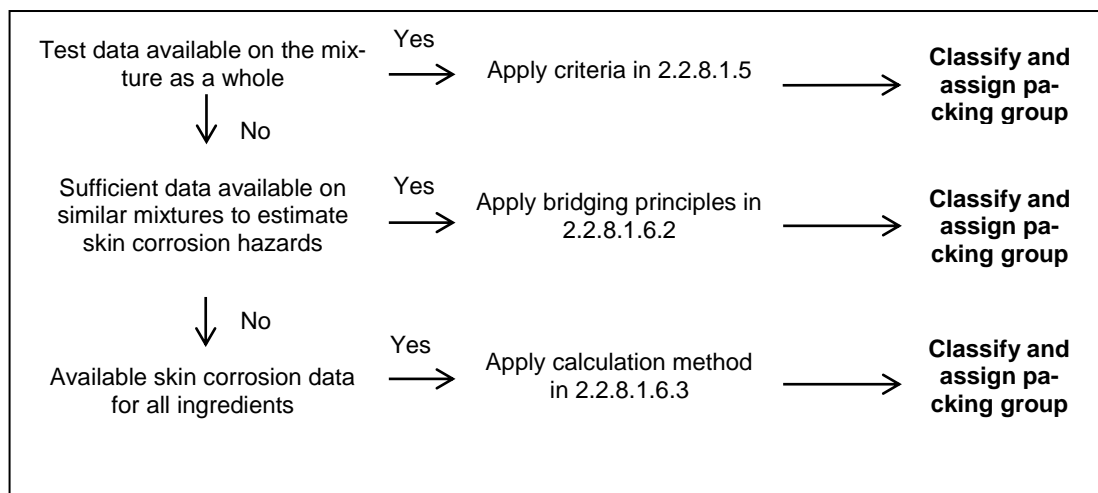 Test data available on the mix-
ture as a whole
Yes
Apply criteria in 2.2.8.1.5
Classify and
assign pa-
cking group
No
Sufficient data available on
similar mixtures to estimate
skin corrosion hazards
Yes
Apply bridging principles in
2.2.8.1.6.2
Classify and
assign pa-
cking group
No
Available skin corrosion data
for all ingredients
Yes
Apply calculation method
in 2.2.8.1.6.3
Classify and
assign pa-
cking group